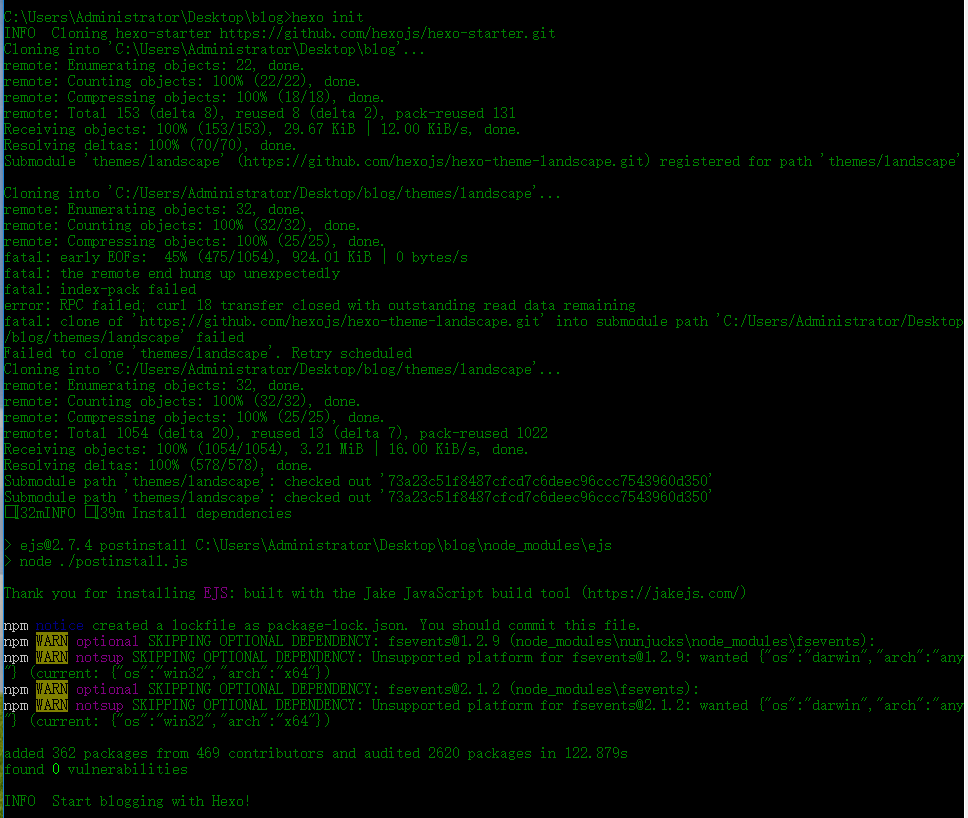 C:\Users\Administrator\Desktop\blog>hexo init
INFO  Cloning hexo-starter https://github.com/hexojs/hexo-starter.git
Cloning into 'C:\Users\Administrator\Desktop\blog'...
remote: Enumerating objects: 22, done.
remote: Counting objects: 100% (22/22), done.
remote: Compressing objects: 100% (18/18), done.
remote: Total 153 (delta 8), reused 8 (delta 2), pack-reused 131
Receiving objects: 100% (153/153), 29.67 KiB | 12.00 KiB/s, done.
Resolving deltas: 100% (70/70), done.
Submodule 'themes/landscape' (https://github.com/hexojs/hexo-theme-landscape.git) registered for path 'themes/landscape'
Cloning into 'C:/Users/Administrator/Desktop/blog/themes/landscape'...
remote: Enumerating objects: 32, done.
remote: Counting objects: 100% (32/32), done.
remote: Compressing objects: 100% (25/25), done.
fatal: early EOFs:  45% (475/1054), 924.01 KiB | 0 bytes/s
fatal: the remote end hung up unexpectedly
fatal: index-pack failed
error: RPC failed; curl 18 transfer closed with outstanding read data remaining
fatal: clone of 'https://github.com/hexojs/hexo-theme-landscape.git' into submodule path 'C:/Users/Administrator/Desktop
/blog/themes/landscape' failed
Failed to clone 'themes/landscape'. Retry scheduled
Cloning into 'C:/Users/Administrator/Desktop/blog/themes/landscape'...
remote: Enumerating objects: 32, done.
remote: Counting objects: 100% (32/32), done.
remote: Compressing objects: 100% (25/25), done.
remote: Total 1054 (delta 20), reused 13 (delta 7), pack-reused 1022
Receiving objects: 100% (1054/1054), 3.21 MiB | 16.00 KiB/s, done.
Resolving deltas: 100% (578/578), done.
Submodule path 'themes/landscape': checked out '73a23c51f8487cfcd7c6deec96ccc7543960d350'
Submodule path 'themes/landscape': checked out '73a23c51f8487cfcd7c6deec96ccc7543960d350'
[32mINFO [39m Install dependencies
> ejs@2.7.4 postinstall C:\Users\Administrator\Desktop\blog\node_modules\ejs
> node ./postinstall.js
Thank you for installing EJS: built with the Jake JavaScript build tool (https://jakejs.com/)
npm notice created a lockfile as package-lock.json. You should commit this file.
npm WARN optional SKIPPING OPTIONAL DEPENDENCY: fsevents@1.2.9 (node_modules\nunjucks\node_modules\fsevents):
npm WARN notsup SKIPPING OPTIONAL DEPENDENCY: Unsupported platform for fsevents@1.2.9: wanted {"os":"darwin","arch":"any
"} (current: {"os":"win32","arch":"x64"})
npm WARN optional SKIPPING OPTIONAL DEPENDENCY: fsevents@2.1.2 (node_modules\fsevents):
npm WARN notsup SKIPPING OPTIONAL DEPENDENCY: Unsupported platform for fsevents@2.1.2: wanted {"os":"darwin","arch":"any
"} (current: {"os":"win32","arch":"x64"})
added 362 packages from 469 contributors and audited 2620 packages in 122.879s
found 0 vulnerabilities
INFO  Start blogging with Hexo!